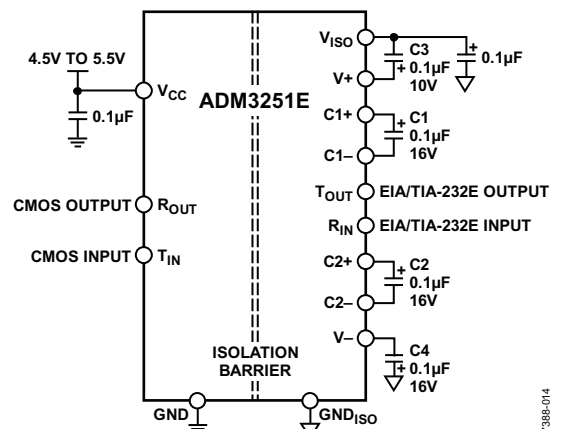 4.5V TO 5.5V
0.1µF
VCC
ADM3251E
VISO
C3
+ 0.1µF
10V
+ 0.1µF
V+
C1+
+ C1
0.1µF
16V
C1–
CMOS OUTPUT
ROUT
TOUT
EIA/TIA-232E OUTPUT
RIN
EIA/TIA-232E INPUT
CMOS INPUT
TIN
C2+
+ C2
0.1µF
16V
C2–
V–
C4
+ 0.1µF
16V
ISOLATION
BARRIER
GND
GNDISO
7388-014